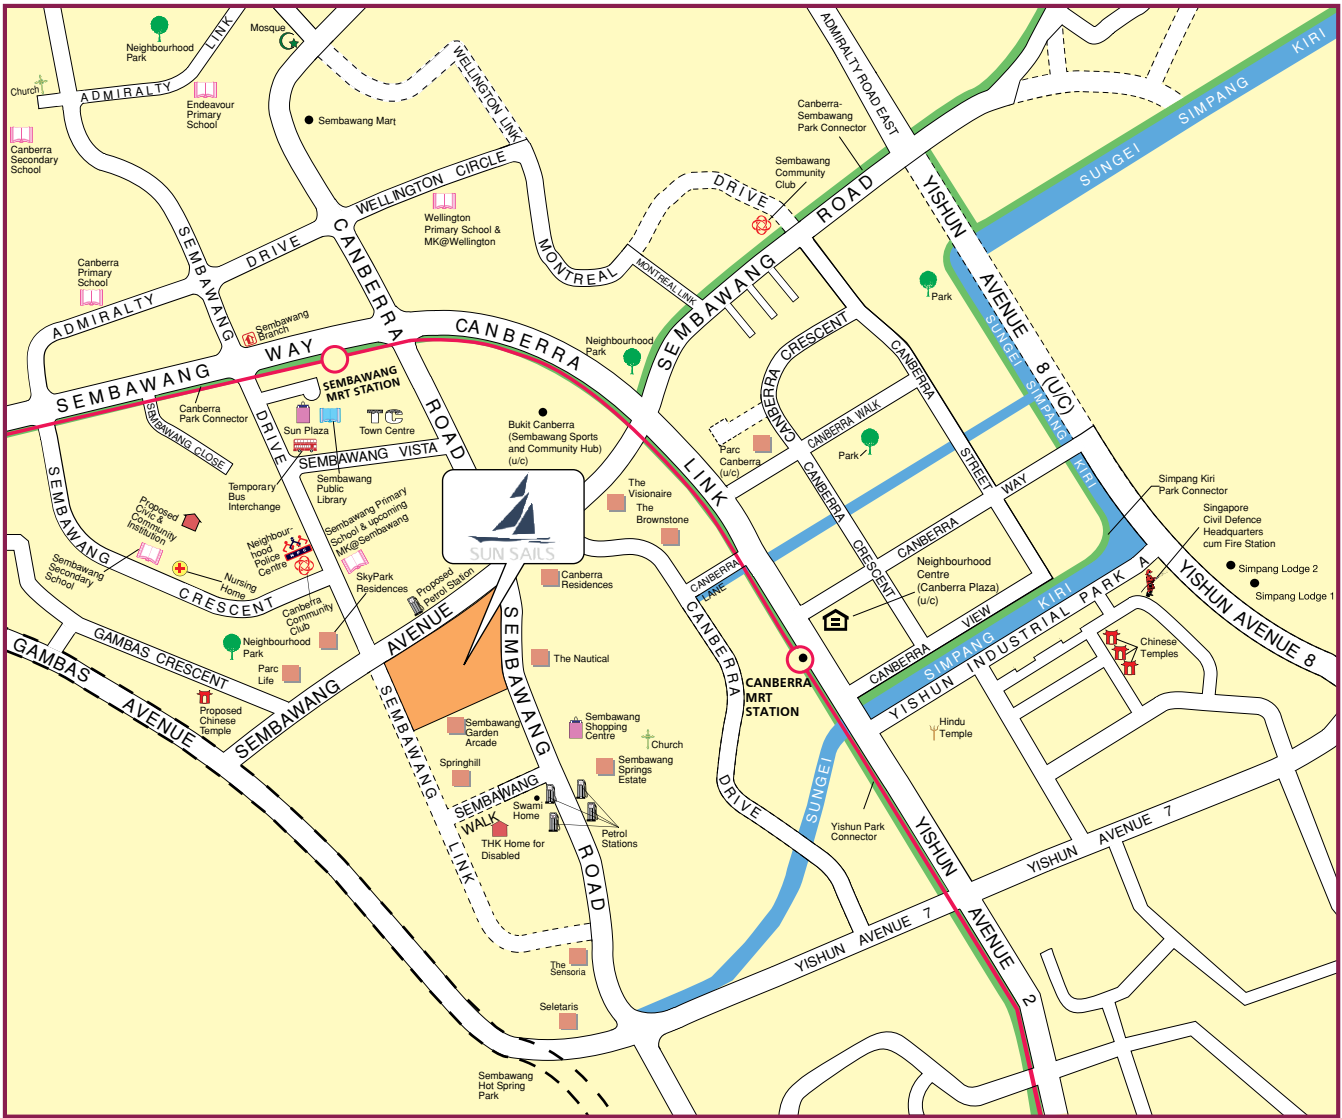 Mosque
Neighbourhood
Park
LINK
ADMIRALTY
Church
Endeavour
Primary
School
Canberra
Secondary
School
Sembawang Mart
WELLINGTON LINK
WELLINGTON CIRCLE
Wellington
Primary School &
MK@Wellington
ADMIRALTY ROAD EAST
Canberra-
Sembawang
Park Connector
Sembawang
Community
Club
DRIVE
SEMBAWANG ROAD
MONTREAL
MONTREAL LINK
SUNGEI SIMPANG KIRI
YISHUN AVENUE 8 (U/C)
Park
SUNGEI SIMPANG KIRI
Canberra
Primary
School
ADMIRALTY DRIVE
SEMBAWANG
CANBERRA
Sembawang
Branch
SEMBAWANG WAY
SEMBAWANG
MRT STATION
CANBERRA LINK
Neighbourhood
Park
Canberra
Park Connector
SEMBAWANG CLOSE
DRIVE
Sun Plaza
TC
Town Centre
ROAD
SEMBAWANG VISTA
Temporary
Bus
Interchange
Sembawang
Public
Library
Bukit Canberra
(Sembawang Sports
and Community Hub)
(u/c)
The
Visionaire
The
Brownstone
Parc
Canberra
(u/c)
CANBERRA CRESCENT
CANBERRA WALK
Park
CANBERRA STREET
CANBERRA WAY
CANBERRA CRESCENT
CANBERRA VIEW
Simpang Kiri
Park Connector
Singapore
Civil Defence
Headquarters
cum Fire Station
Simpang Lodge 2
Simpang Lodge 1
Neighbourhood
Centre
(Canberra Plaza)
(u/c)
SIMPANG KIRI
YISHUN INDUSTRIAL PARK A
YISHUN AVENUE 8
Chinese
Temples
Hindu
Temple
SEMBAWANG CRESCENT
Proposed
Civic &
Community
Institution
Sembawang
Secondary
School
Nursing
Home
Neighbour-
hood
Police
Centre
Sembawang Primary
School & upcoming
MK@Sembawang
SkyPark
Residences
Canberra
Community
Club
Proposed
Petrol Station
SUN SAILS
Canberra
Residences
CANBERRA
LANE
CANBERRA DRIVE
CANBERRA
MRT
STATION
GAMBAS CRESCENT
Neighbourhood
Park
Parc
Life
Proposed
Chinese
Temple
GAMBAS AVENUE
SEMBAWANG AVENUE
SEMBAWANG ROAD
SEMBAWANG LINK
The Nautical
Sembawang
Garden
Arcade
Sembawang
Shopping
Centre
Church
Springhill
Sembawang
Springs
Estate
SEMBAWANG
WALK
Swami
Home
THK Home for
Disabled
Petrol
Stations
SUNGEI
Yishun Park
Connector
YISHUN AVENUE 2
YISHUN AVENUE 7
YISHUN AVENUE 7
The
Sensoria
Seletaris
Sembawang
Hot Spring
Park